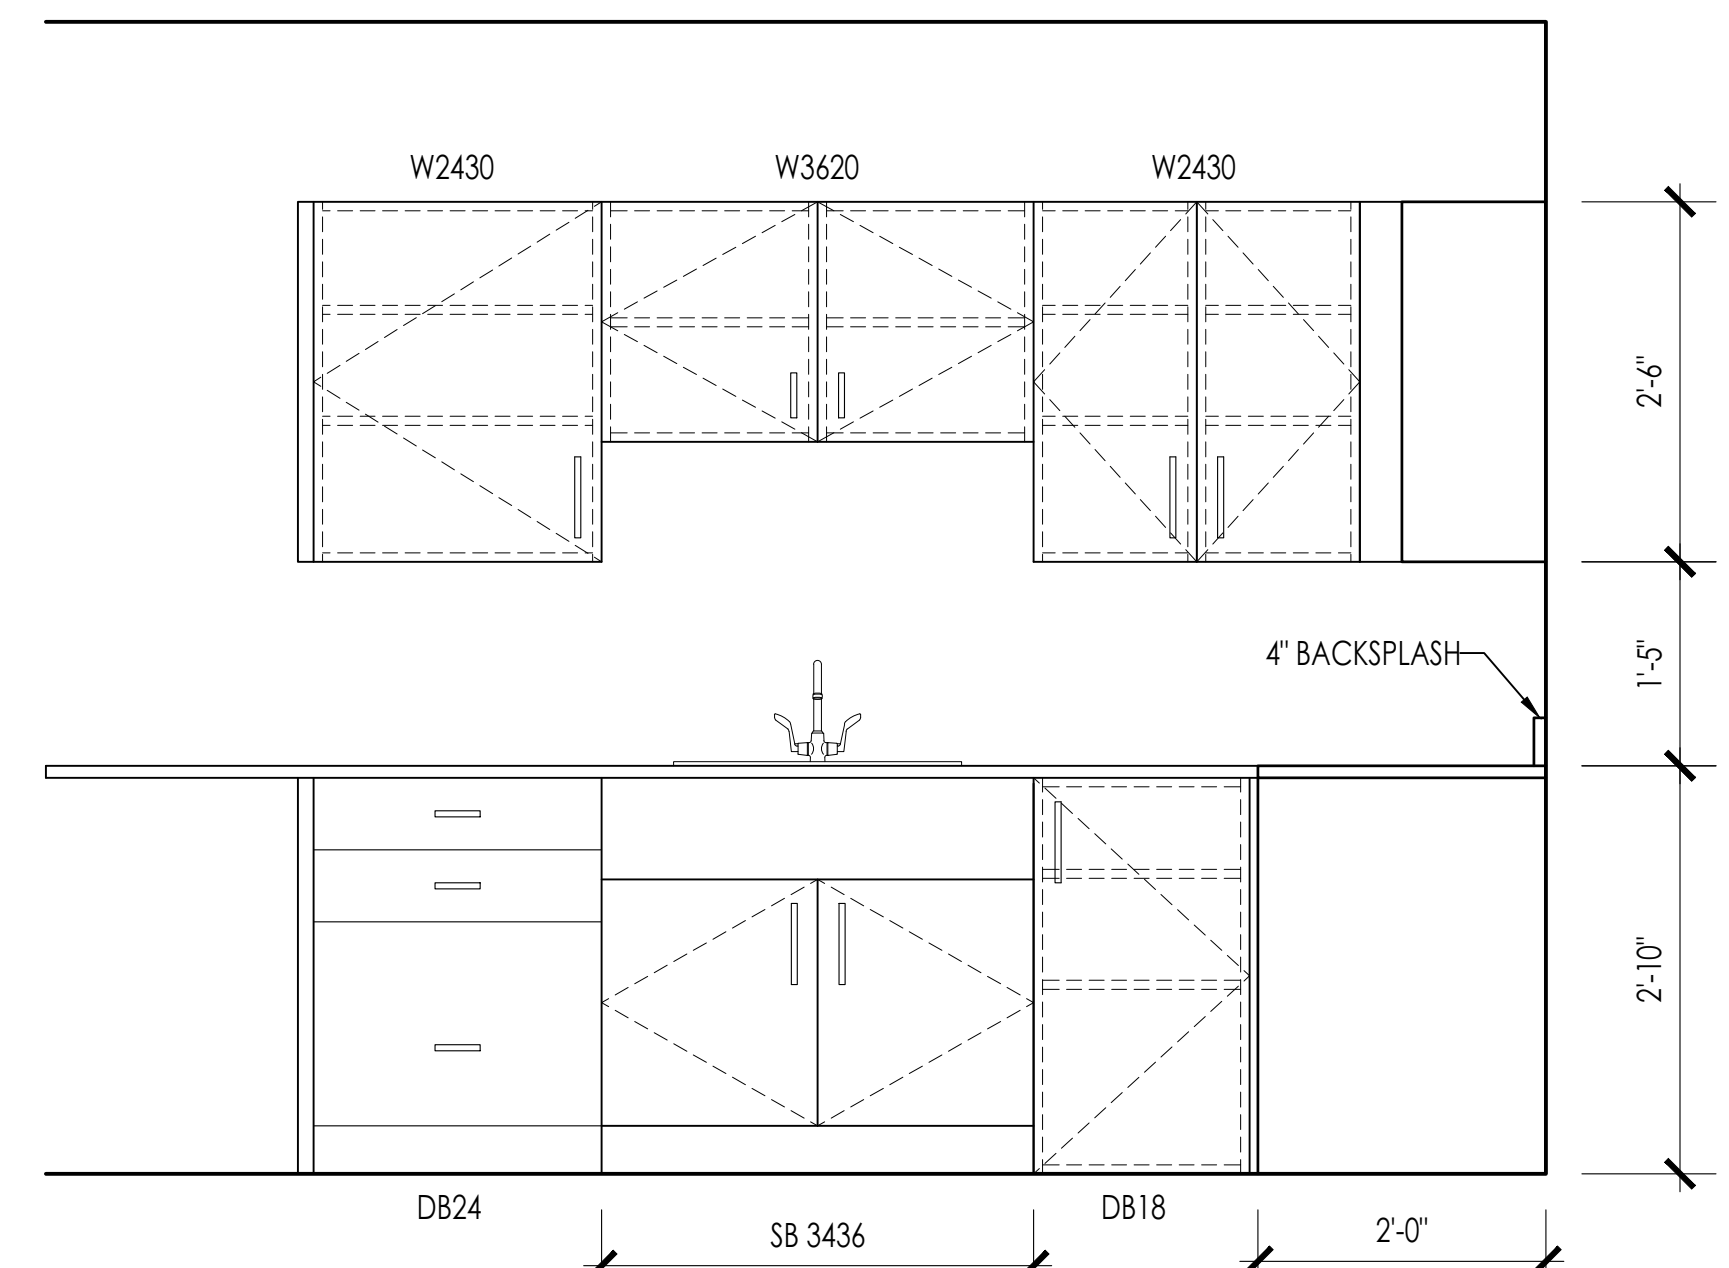 W2430
W3620
W2430
2'-6"
4" BACKSPLASH
1'-5"
2'-10"
DB24
DB18
SB 3436
2'-0"